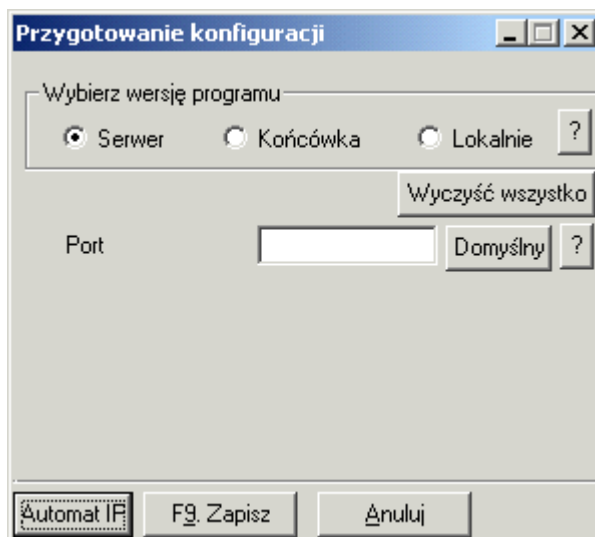 Przygotowanie konfiguracji
Wybierz wersję programu
Serwer Końcówka Lokalnie ?
Wyczyść wszystko
Port Domyślny ?
Automat IP F9. Zapisz Anuluj